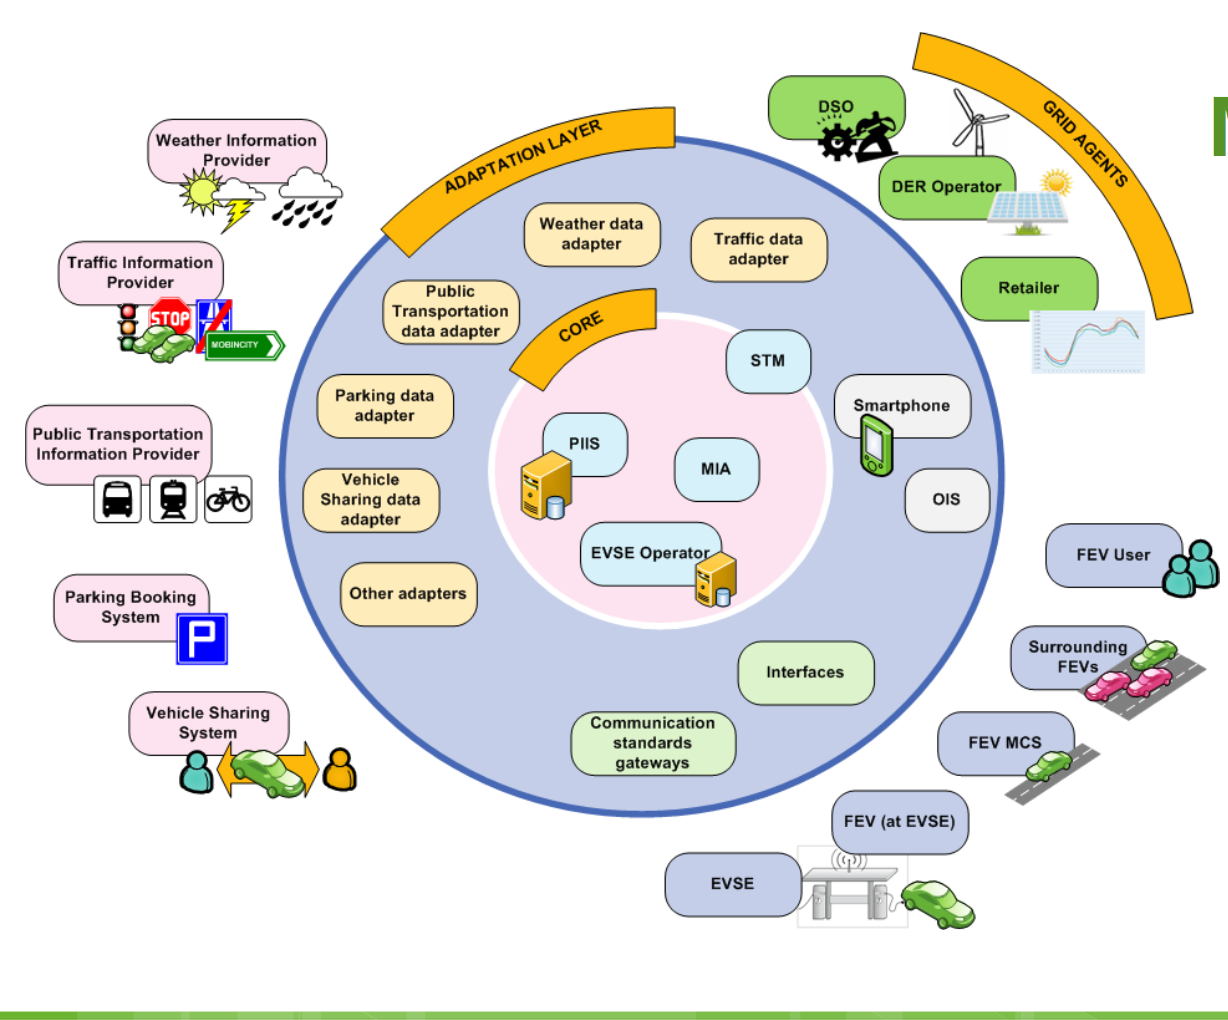 Weather Information
Provider
Traffic Information
Provider
STOP
MOBINCITY
Public Transportation
Information Provider
Parking Booking
System
P
Vehicle Sharing
System
ADAPTATION LAYER
Weather data
adapter
Traffic data
adapter
Public
Transportation
data adapter
Parking data
adapter
Vehicle
Sharing data
adapter
Other adapters
CORE
STM
PIIS
MIA
EVSE Operator
Smartphone
OIS
Interfaces
Communication
standards
gateways
GRID AGENTS
DSO
DER Operator
Retailer
FEV User
Surrounding
FEVs
FEV MCS
FEV (at EVSE)
EVSE